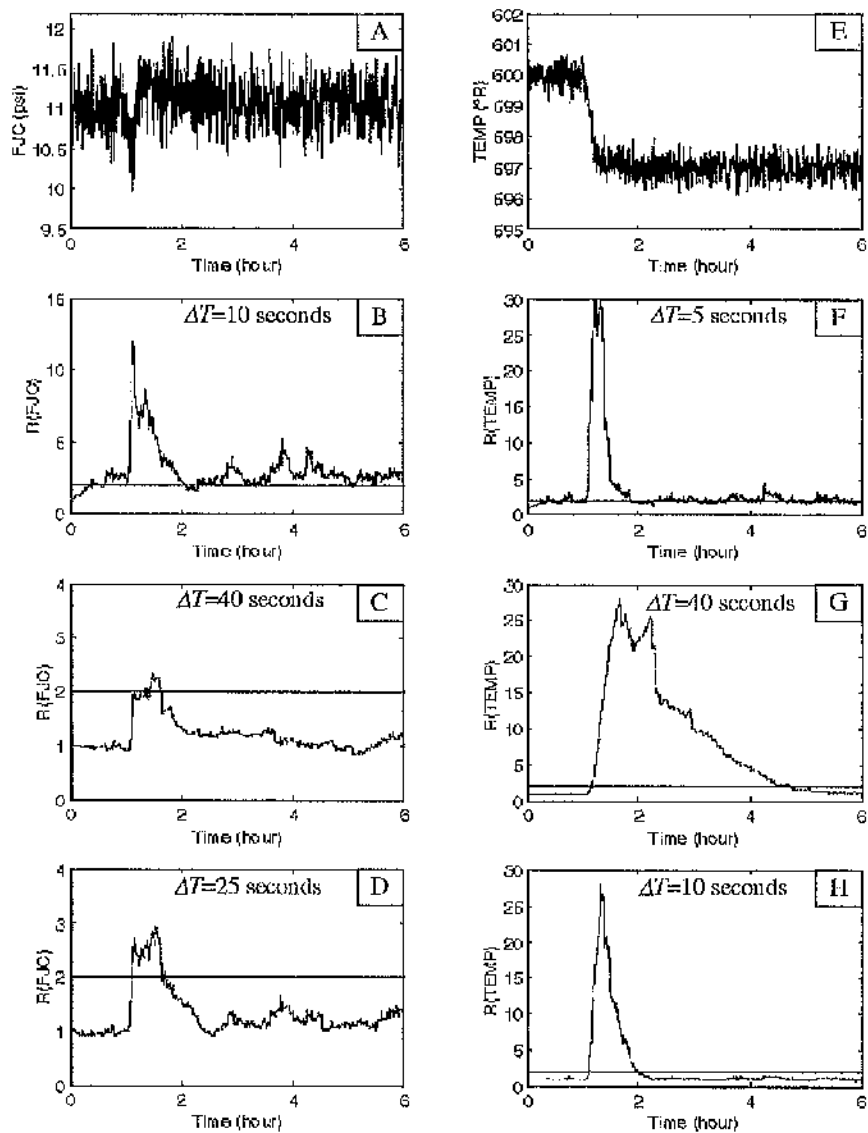 A
12
11.5
11
10.5
10
9.5
FJC (psi)
0 2 4 6
Time (hour)
E
602
601
600
599
598
597
596
595
TEMP (°R)
0 2 4 6
Time (hour)
B
ΔT=10 seconds
15
10
5
0
R(FJC)
0 2 4 6
Time (hour)
F
ΔT=5 seconds
30
25
20
15
10
5
0
R(TEMP)
0 2 4 6
Time (hour)
C
ΔT=40 seconds
4
3
2
1
0
R(FJC)
0 2 4 6
Time (hour)
G
ΔT=40 seconds
30
25
20
15
10
5
0
R(TEMP)
0 2 4 6
Time (hour)
D
ΔT=25 seconds
4
3
2
1
0
R(FJC)
0 2 4 6
Time (hour)
H
ΔT=10 seconds
30
25
20
15
10
5
0
R(TEMP)
0 2 4 6
Time (hour)